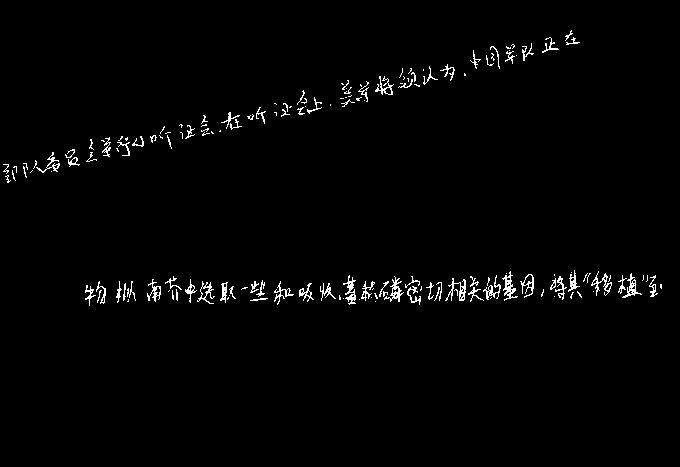 部队委员会举行小听证会,在听证会上,美军将领认为,中国军队正在
物拟南芥中选取一些和吸收、蓄积磷密切相关的基因,将其“移植”到